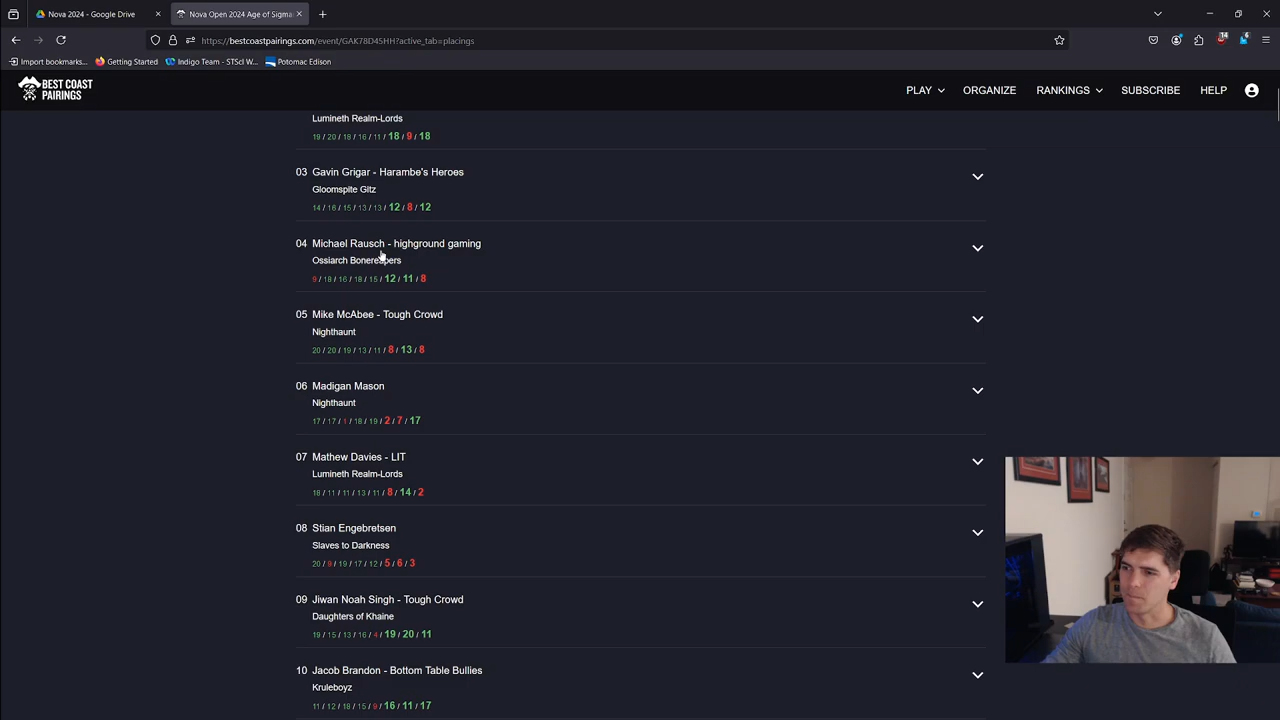 Nova 2024 - Google Drive
Nova Open 2024 Age of Sigma
https://bestcoastpairings.com/event/GAK78D45HH?active_tab=placings
14
6
Import bookmarks...
Getting Started
Indigo Team - STScI W...
Potomac Edison
BEST COAST
PAIRINGS
PLAY
ORGANIZE
RANKINGS
SUBSCRIBE
HELP
Lumineth Realm-Lords
19 / 20 / 18 / 16 / 11 / 18 / 9 / 18
03 Gavin Grigar - Harambe's Heroes
Gloomspite Gitz
14 / 16 / 15 / 13 / 13 / 12 / 8 / 12
04 Michael Rausch - highground gaming
Ossiarch Bonereapers
9 / 18 / 16 / 18 / 15 / 12 / 11 / 8
05 Mike McAbee - Tough Crowd
Nighthaunt
20 / 20 / 19 / 13 / 11 / 8 / 13 / 8
06 Madigan Mason
Nighthaunt
17 / 17 / 1 / 18 / 19 / 2 / 7 / 17
07 Mathew Davies - LIT
Lumineth Realm-Lords
18 / 11 / 11 / 13 / 11 / 8 / 14 / 2
08 Stian Engebretsen
Slaves to Darkness
20 / 9 / 19 / 17 / 12 / 5 / 6 / 3
09 Jiwan Noah Singh - Tough Crowd
Daughters of Khaine
19 / 15 / 13 / 16 / 4 / 19 / 20 / 11
10 Jacob Brandon - Bottom Table Bullies
Kruleboyz
11 / 12 / 18 / 15 / 9 / 16 / 11 / 17